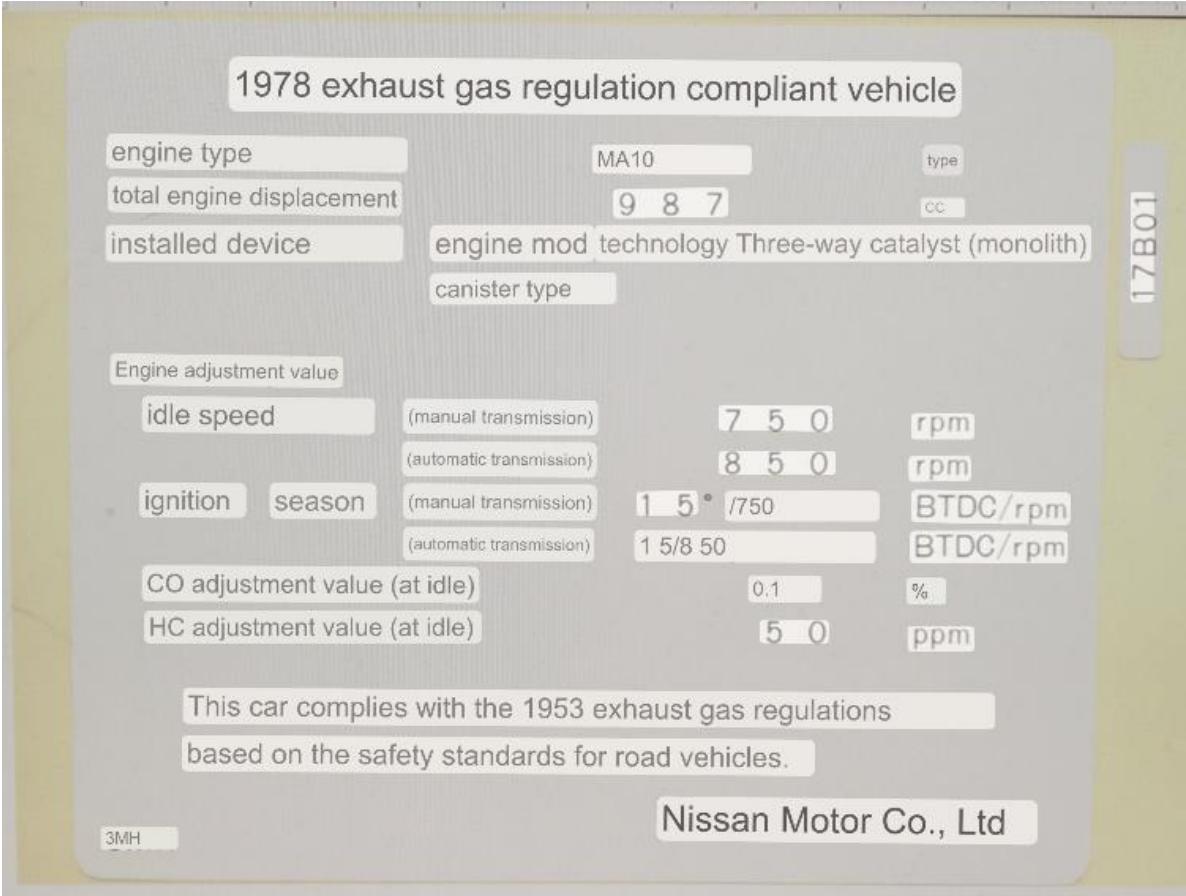 1978 exhaust gas regulation compliant vehicle
engine type MA10 type
total engine displacement 9 8 7 cc
installed device engine mod technology Three-way catalyst (monolith)
canister type
17B01
Engine adjustment value
idle speed (manual transmission) 7 5 0 rpm
(automatic transmission) 8 5 0 rpm
ignition season (manual transmission) 1 5° /750 BTDC/rpm
(automatic transmission) 1 5/8 50 BTDC/rpm
CO adjustment value (at idle) 0.1 %
HC adjustment value (at idle) 5 0 ppm
This car complies with the 1953 exhaust gas regulations
based on the safety standards for road vehicles.
Nissan Motor Co., Ltd
3MH